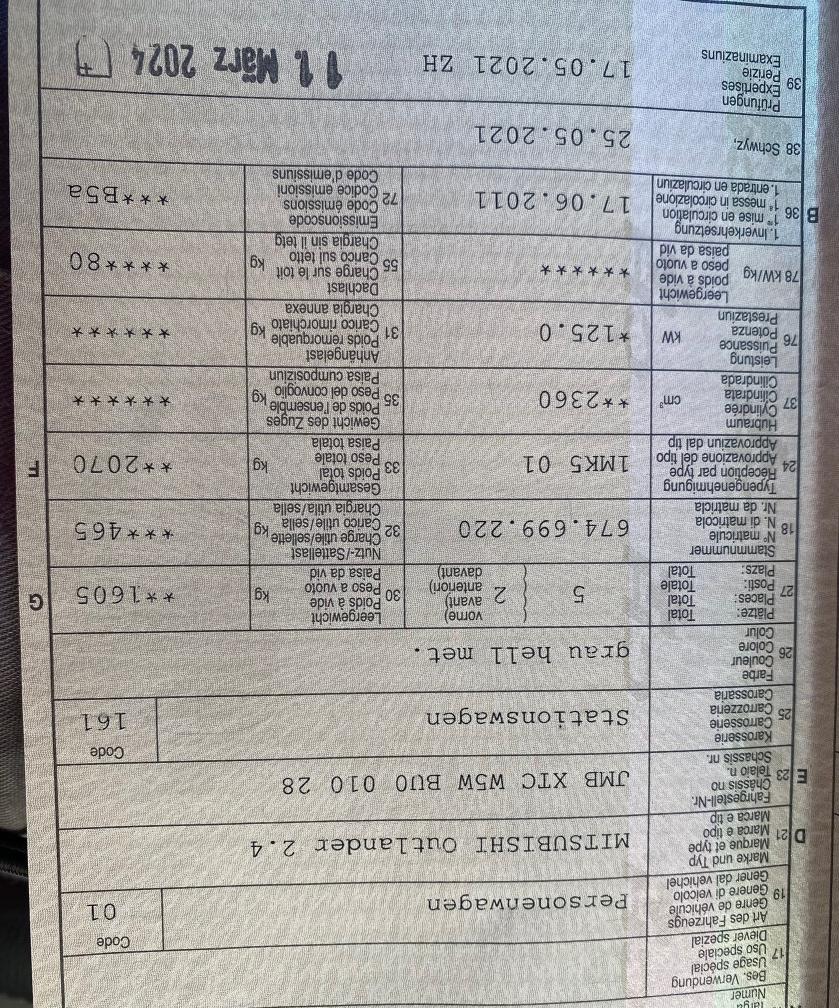 Numer
targa
17 Bes. Verwendung
Usage spécial
Uso speciale
Diever spezial
19 Art des Fahrzeugs
Genre de véhicule
Genere di veicolo
Gener dal vehichel
Personenwagen
Code
01
D 21 Marke und Typ
Marque et type
Marca e tipo
Marca e tip
MITSUBISHI Outlander 2.4
E 23 Fahrgestell-Nr.
Châssis no
Telaio n.
Schassis nr.
JMB XTC W5W BU0 010 28
25 Karosserie
Carrosserie
Carrozzeria
Carossaria
Stationswagen
Code
161
26 Farbe
Couleur
Colore
Colur
grau hell met.
27 Plätze: Total
Places: Total
Posti: Totale
Plazs: Total
5
2
vorne)
avant)
anteriori)
davant)
30 Leergewicht
Poids à vide
Peso a vuoto
Paisa da vid
kg
**1605
G
18 Stammnummer
N° matricule
N. di matricola
Nr. da matricla
674.699.220
32 Nutz-/Sattellast
Charge utile/sellette
Carico utile/sella
Chargia utila/sella
kg
***465
24 Typengenehmigung
Réception par type
Approvazione del tipo
Approvaziun dal tip
1MK5 01
33 Gesamtgewicht
Poids total
Peso totale
Paisa totala
kg
**2070
F
37 Hubraum
Cylindrée
Cilindrata
Cilindrada
cm³
**2360
35 Gewicht des Zuges
Poids de l'ensemble
Peso del convoglio
Paisa cumposiziun
kg
*******
76 Leistung
Puissance
Potenza
Prestaziun
kW
*125.0
31 Anhängelast
Poids remorquable
Carico rimorchiato
Chargia annexa
kg
*******
78 kW/kg Leergewicht
poids à vide
peso a vuoto
paisa da vid
*******
55 Dachlast
Charge sur le toit
Carico sul tetto
Chargia sin il tetg
kg
*****80
B 36 1. Inverkehrsetzung
1re mise en circulation
1a messa in circolazione
1. entrada en circulaziun
17.06.2011
72 Emissionscode
Code émissions
Codice emissioni
Code d'emissiuns
***B5a
38 Schwyz,
25.05.2021
39 Prüfungen
Expertises
Perizie
Examinaziuns
17.05.2021 ZH
11. März 2024